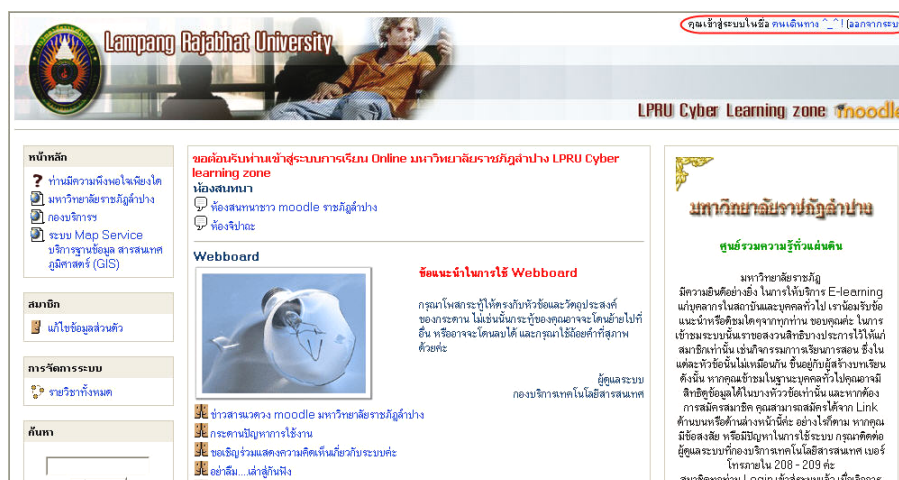 คุณเข้าสู่ระบบในชื่อ คนเดินทาง ^_^! (ออกจากระบ
Lampang Rajabhat University
LPRU Cyber Learning zone moodle
หน้าหลัก
ท่านมีความพึงพอใจเพียงใด
มหาวิทยาลัยราชภัฏลำปาง
กองบริการฯ
ระบบ Map Service
บริการฐานข้อมูล สารสนเทศ
ภูมิศาสตร์ (GIS)
สมาชิก
แก้ไขข้อมูลส่วนตัว
การจัดการระบบ
รายวิชาทั้งหมด
ค้นหา
ขอต้อนรับท่านเข้าสู่ระบบการเรียน Online มหาวิทยาลัยราชภัฏลำปาง LPRU Cyber
learning zone
ห้องสนทนา
ห้องสนทนาชาว moodle ราชภัฏลำปาง
ห้องจิปาถะ
Webboard
ข้อแนะนำในการใช้ Webboard
กรุณาโพสกระทู้ให้ตรงกับหัวข้อและวัตถุประสงค์
ของกระดาน ไม่เช่นนั้นกระทู้ของคุณอาจจะโดนย้ายไปที่
อื่น หรืออาจจะโดนลบได้ และกรุณาใช้ถ้อยคำที่สุภาพ
ด้วยค่ะ
ผู้ดูแลระบบ
กองบริการเทคโนโลยีสารสนเทศ
ข่าวสารแวดวง moodle มหาวิทยาลัยราชภัฏลำปาง
กระดานปัญหาการใช้งาน
ขอเชิญร่วมแสดงความคิดเห็นเกี่ยวกับระบบค่ะ
อย่าลืม....เล่าสู่กันฟัง
มหาวิทยาลัยราชภัฏลำปาง
ศูนย์รวมความรู้ทั่วแผ่นดิน
มหาวิทยาลัยราชภัฏ
มีความยินดีอย่างยิ่ง ในการให้บริการ E-learning
แก่บุคลากรในสถาบันและบุคคลทั่วไป เราน้อมรับข้อ
แนะนำหรือติชมใดๆจากทุกท่าน ขอบคุณค่ะ ในการ
เข้าชมระบบนั้นเราขอสงวนสิทธิบางประการไว้ให้แก่
สมาชิกเท่านั้น เช่นกิจกรรมการเรียนการสอน ซึ่งใน
แต่ละหัวข้อนั้นไม่เหมือนกัน ขึ้นอยู่กับผู้สร้างบทเรียน
ดังนั้น หากคุณเข้าชมในฐานะบุคคลทั่วไปคุณอาจมี
สิทธิดูข้อมูลได้ในบางหัวข้อเท่านั้น และหากต้อง
การสมัครสมาชิก คุณสามารถสมัครได้จาก Link
ด้านบนหรือด้านล่างหน้านี้ค่ะ อย่างไรก็ตาม หากคุณ
มีข้อสงสัย หรือมีปัญหาในการใช้ระบบ กรุณาติดต่อ
ผู้ดูแลระบบที่กองบริการเทคโนโลยีสารสนเทศ เบอร์
โทรภายใน 208 - 209 ค่ะ